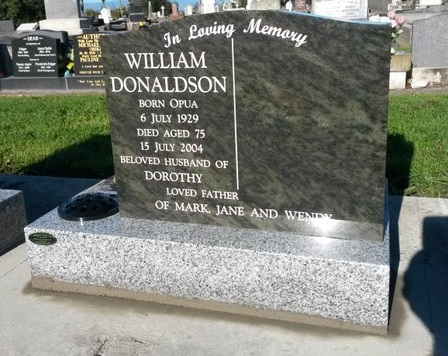 In Loving Memory
WILLIAM
DONALDSON
BORN OPUA
6 JULY 1929
DIED AGED 75
15 JULY 2004
BELOVED HUSBAND OF
DOROTHY
LOVED FATHER
OF MARK, JANE AND WENDY